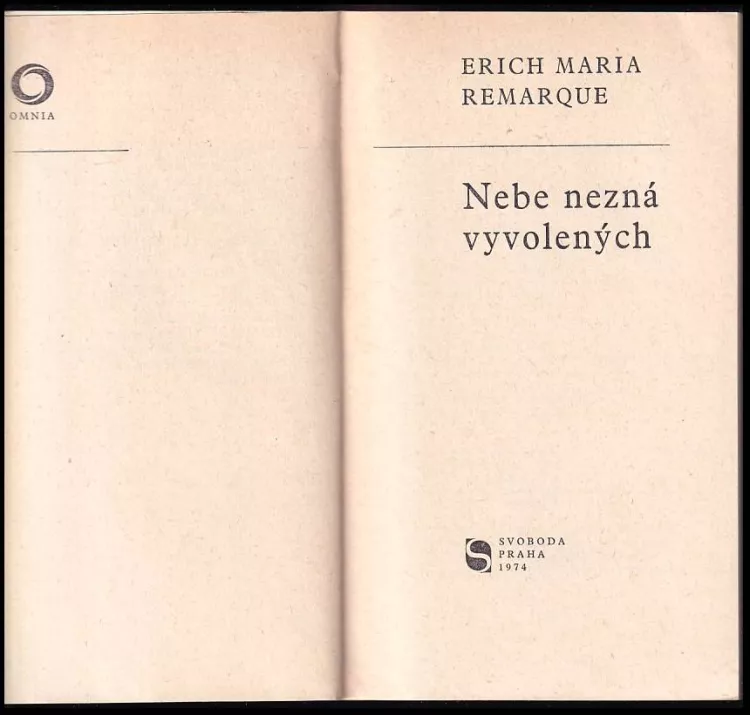 OMNIA
ERICH MARIA
REMARQUE
Nebe nezná
vyvolených
SVOBODA
PRAHA
1974